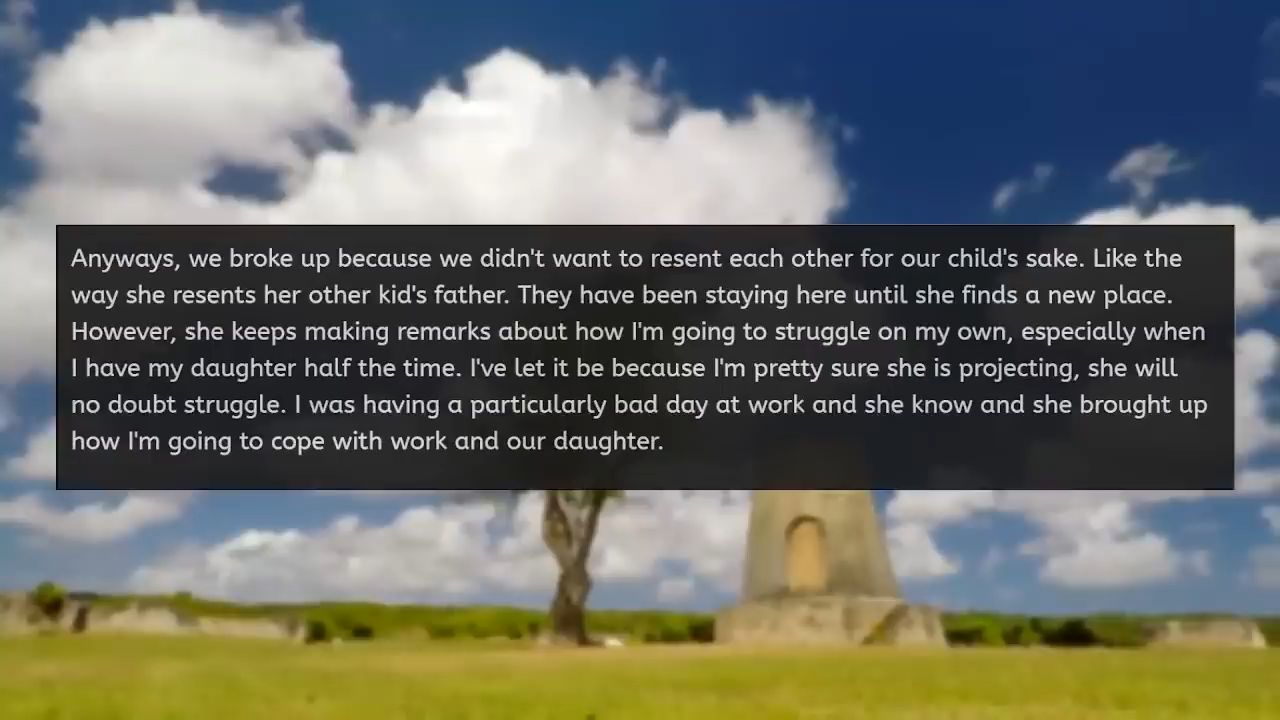 Anyways, we broke up because we didn't want to resent each other for our child's sake. Like the
way she resents her other kid's father. They have been staying here until she finds a new place.
However, she keeps making remarks about how I'm going to struggle on my own, especially when
I have my daughter half the time. I've let it be because I'm pretty sure she is projecting, she will
no doubt struggle. I was having a particularly bad day at work and she know and she brought up
how I'm going to cope with work and our daughter.